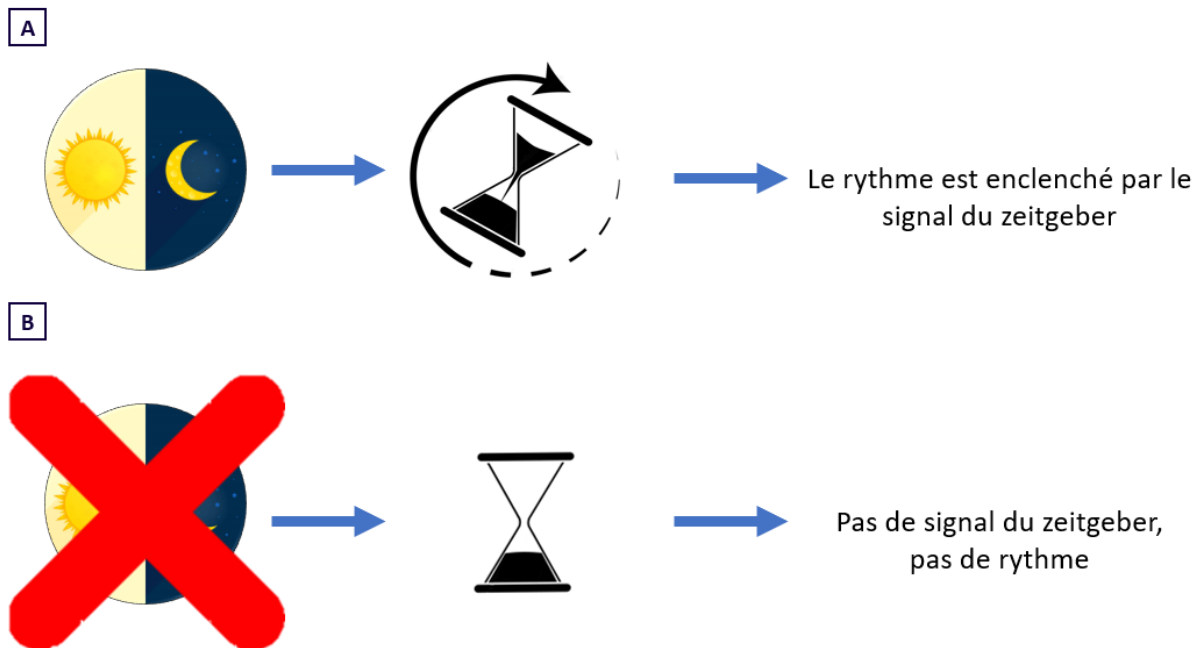 A
Le rythme est enclenché par le
signal du zeitgeber
B
Pas de signal du zeitgeber,
pas de rythme